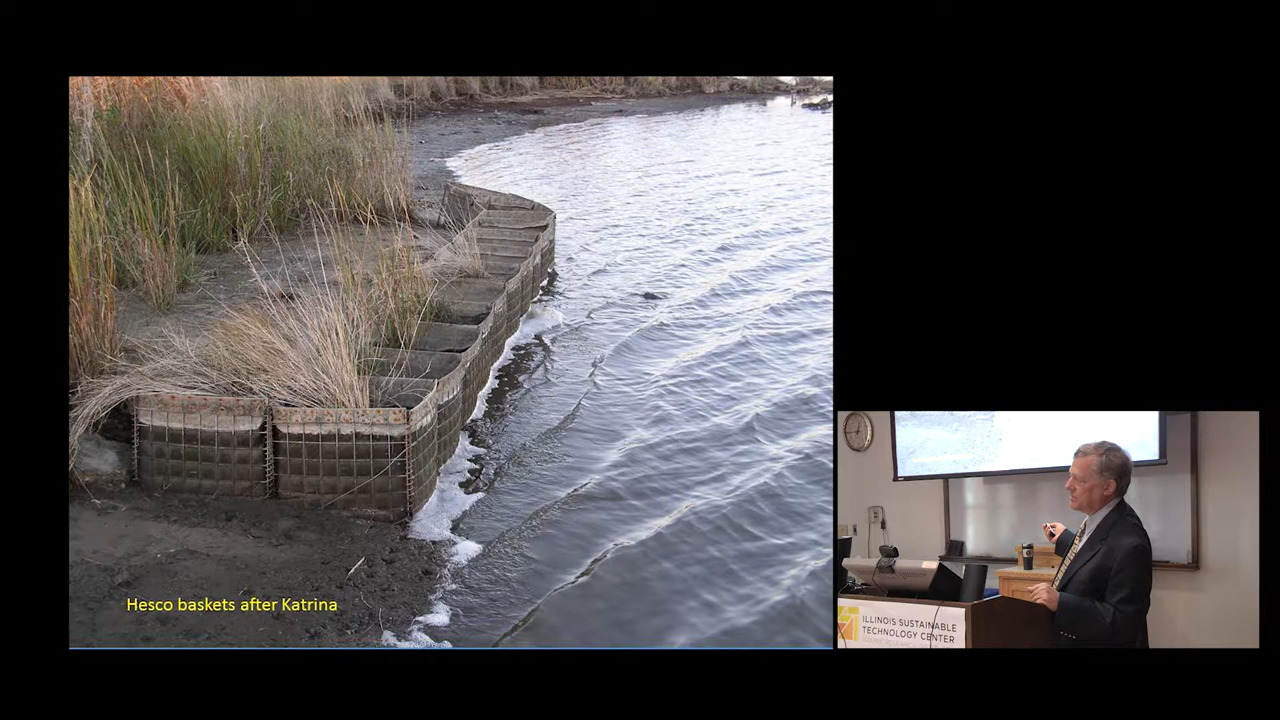 Hesco baskets after Katrina
ILLINOIS SUSTAINABLE
TECHNOLOGY CENTER